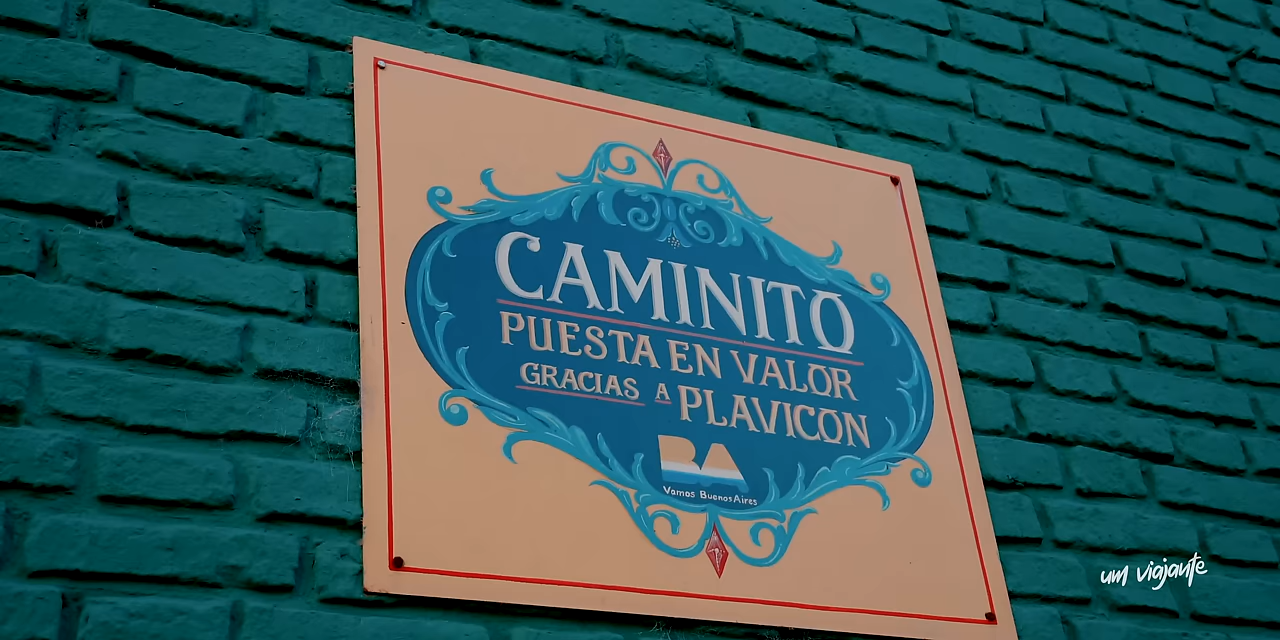 CAMINITO
PUESTA EN VALOR
GRACIAS A PLAVICON
BA
Vamos Buenos Aires
um viajante